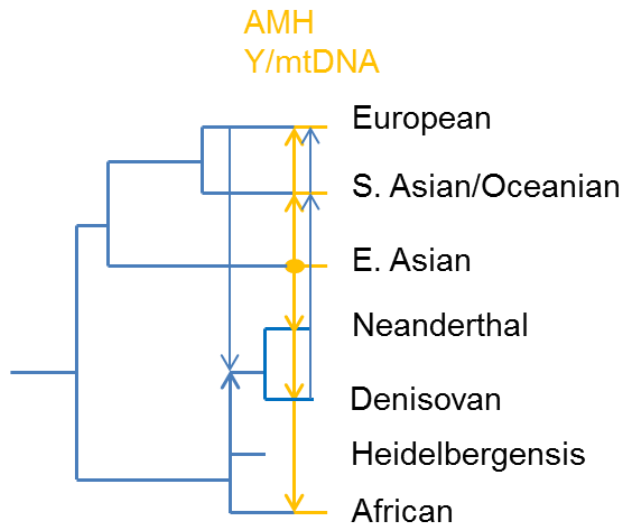 AMH
Y/mtDNA
European
S. Asian/Oceanian
E. Asian
Neanderthal
Denisovan
Heidelbergensis
African